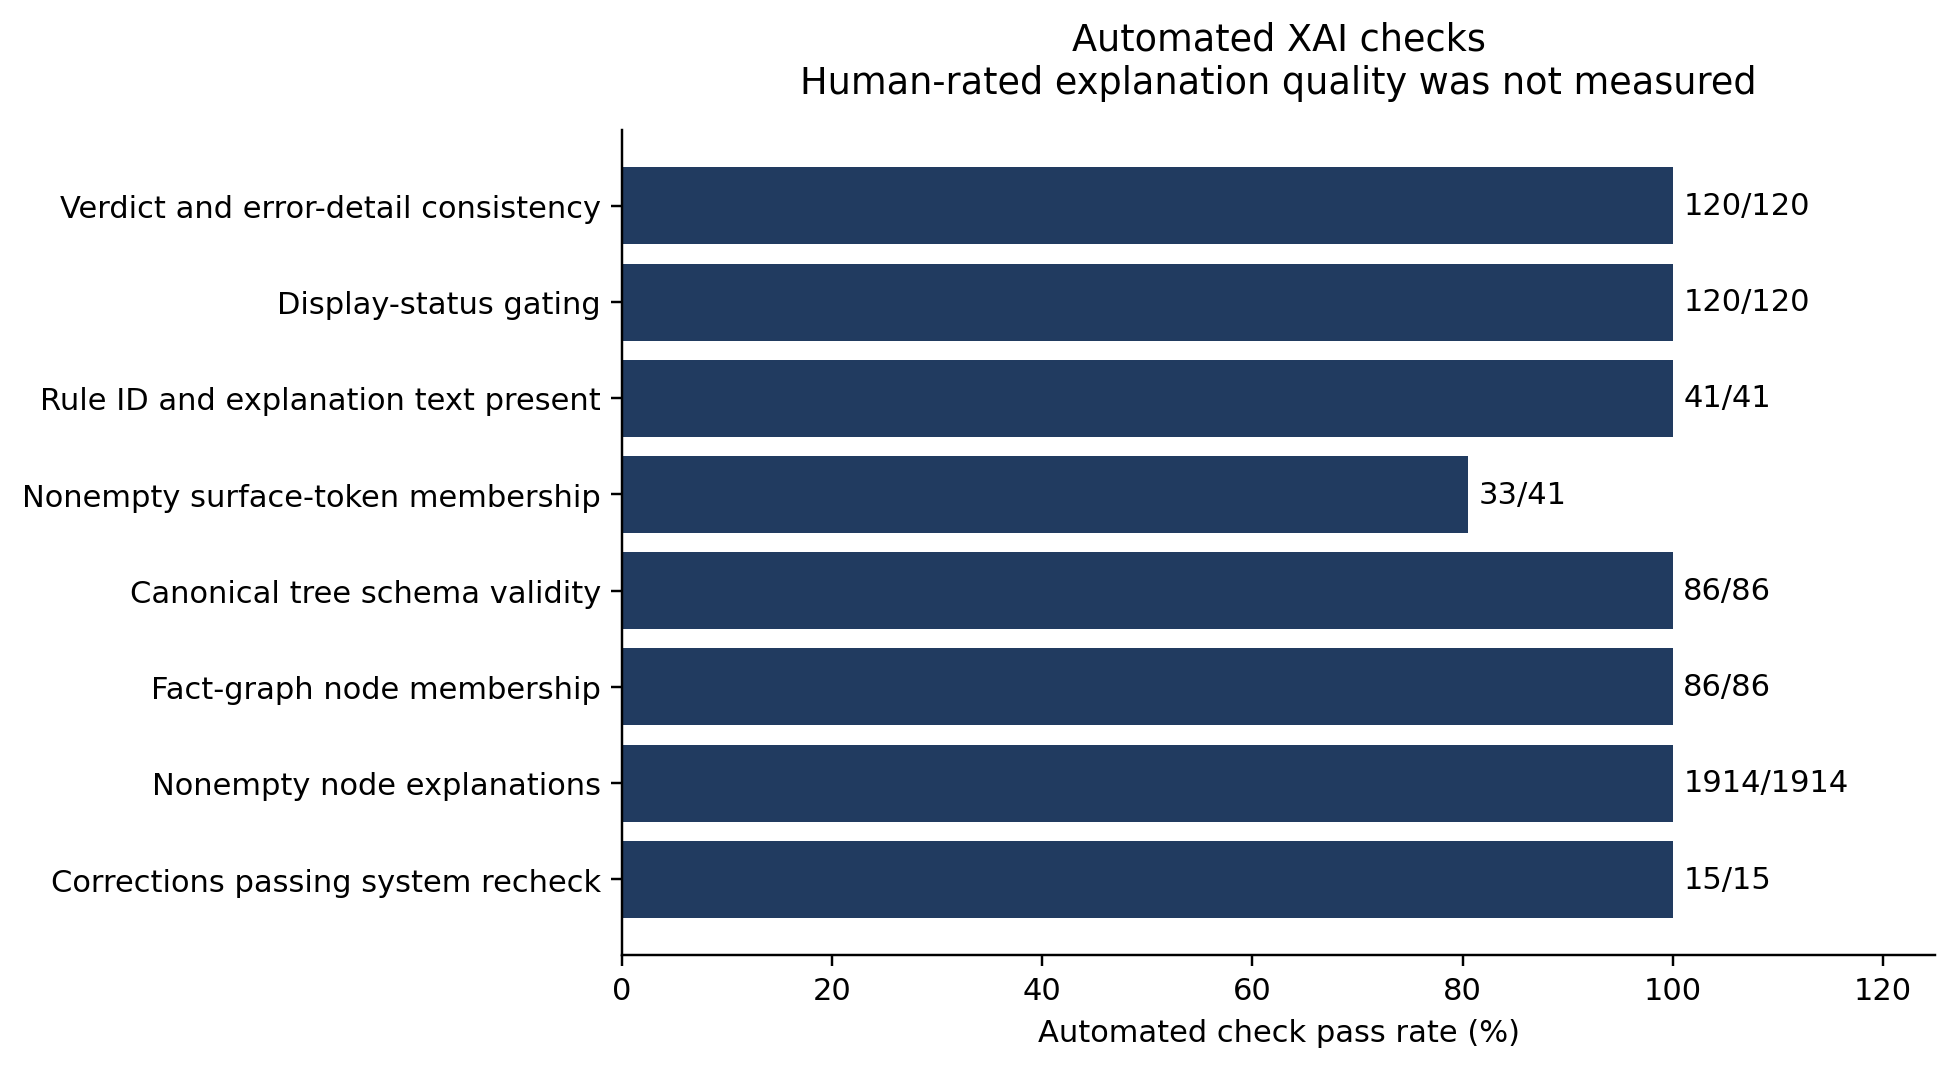 Automated XAI checks
Human-rated explanation quality was not measured
Verdict and error-detail consistency 120/120
Display-status gating 120/120
Rule ID and explanation text present 41/41
Nonempty surface-token membership 33/41
Canonical tree schema validity 86/86
Fact-graph node membership 86/86
Nonempty node explanations 1914/1914
Corrections passing system recheck 15/15
0 20 40 60 80 100 120
Automated check pass rate (%)